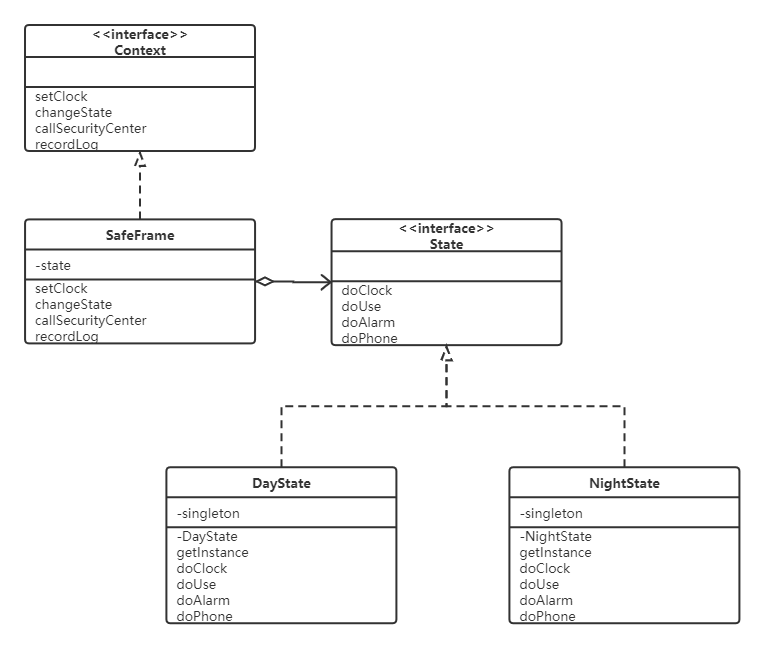 <<interface>>
Context
setClock
changeState
callSecurityCenter
recordLog
SafeFrame
-state
setClock
changeState
callSecurityCenter
recordLog
<<interface>>
State
doClock
doUse
doAlarm
doPhone
DayState
-singleton
-DayState
getInstance
doClock
doUse
doAlarm
doPhone
NightState
-singleton
-NightState
getInstance
doClock
doUse
doAlarm
doPhone